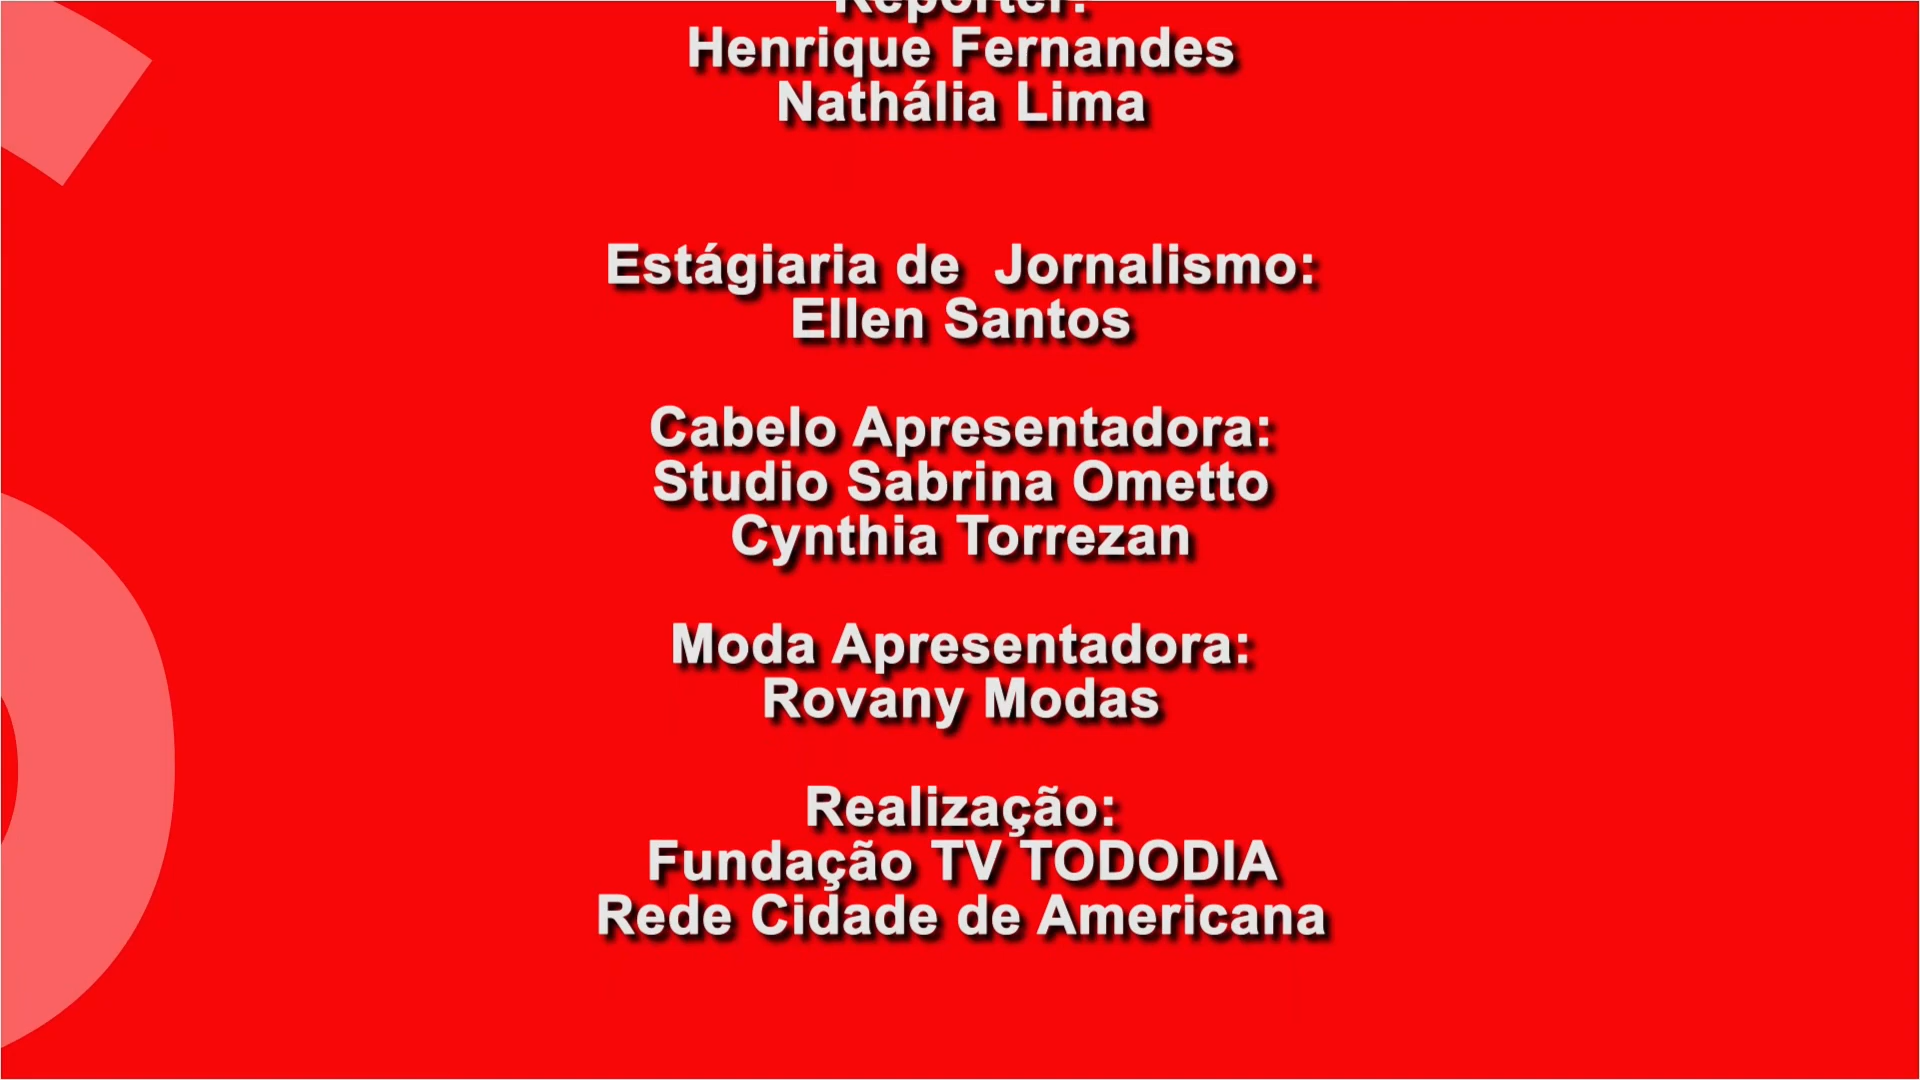 Repórter:
Henrique Fernandes
Nathália Lima
Estágiaria de  Jornalismo:
Ellen Santos
Cabelo Apresentadora:
Studio Sabrina Ometto
Cynthia Torrezan
Moda Apresentadora:
Rovany Modas
Realização:
Fundação TV TODODIA
Rede Cidade de Americana